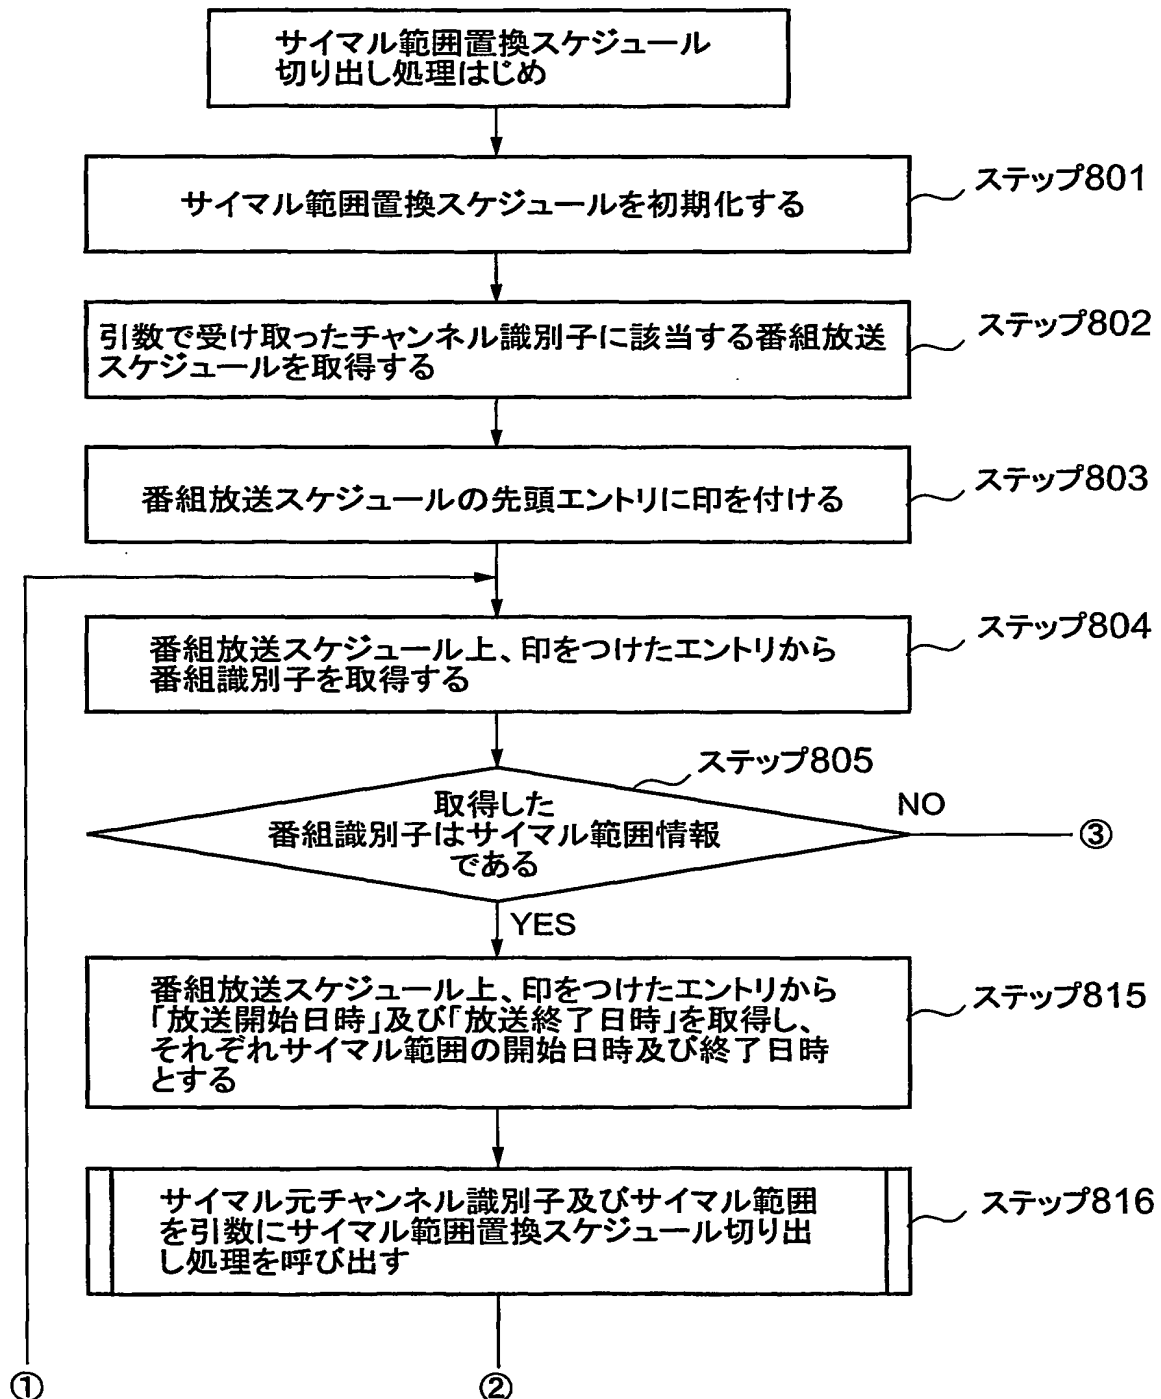 サイマル範囲置換スケジュール
切り出し処理はじめ
サイマル範囲置換スケジュールを初期化する
ステップ801
引数で受け取ったチャンネル識別子に該当する番組放送
スケジュールを取得する
ステップ802
番組放送スケジュールの先頭エントリに印を付ける
ステップ803
番組放送スケジュール上、印をつけたエントリから
番組識別子を取得する
ステップ804
ステップ805
取得した
番組識別子はサイマル範囲情報
である
NO
③
YES
番組放送スケジュール上、印をつけたエントリから
「放送開始日時」及び「放送終了日時」を取得し、
それぞれサイマル範囲の開始日時及び終了日時
とする
ステップ815
サイマル元チャンネル識別子及びサイマル範囲
を引数にサイマル範囲置換スケジュール切り出
し処理を呼び出す
ステップ816
①
②